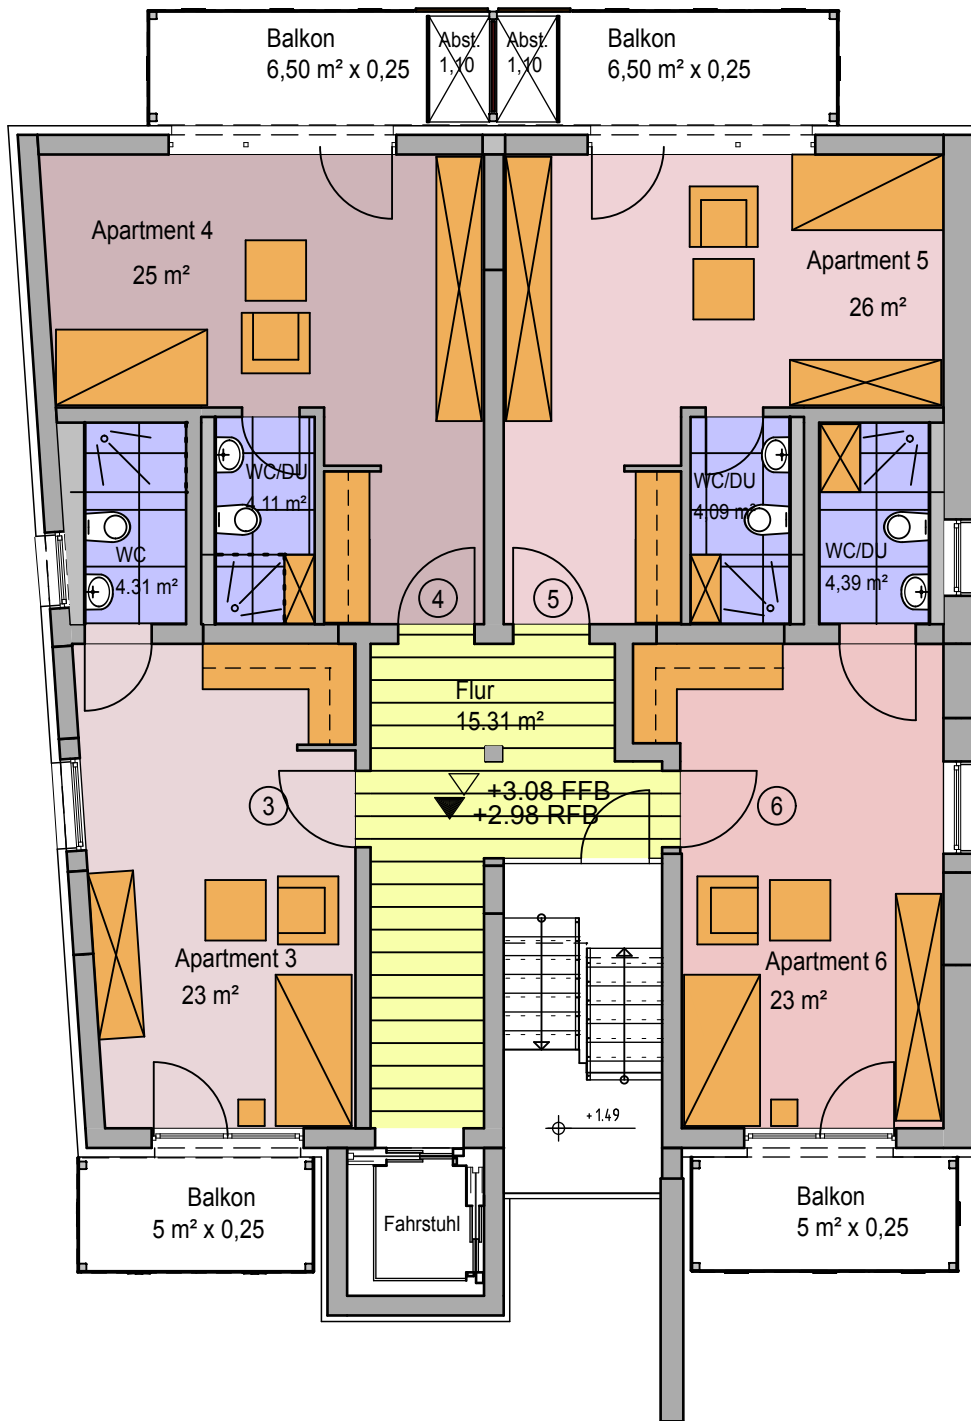 Balkon
6,50 m² x 0,25
Abst.
1,10
Abst.
1,10
Balkon
6,50 m² x 0,25
Apartment 4
25 m²
Apartment 5
26 m²
WC/DU
4,11 m²
WC
4.31 m²
WC/DU
4,09 m²
WC/DU
4,39 m²
4
5
Flur
15.31 m²
+3.08 FFB
+2.98 RFB
3
6
Apartment 3
23 m²
Apartment 6
23 m²
+1.49
Balkon
5 m² x 0,25
Fahrstuhl
Balkon
5 m² x 0,25